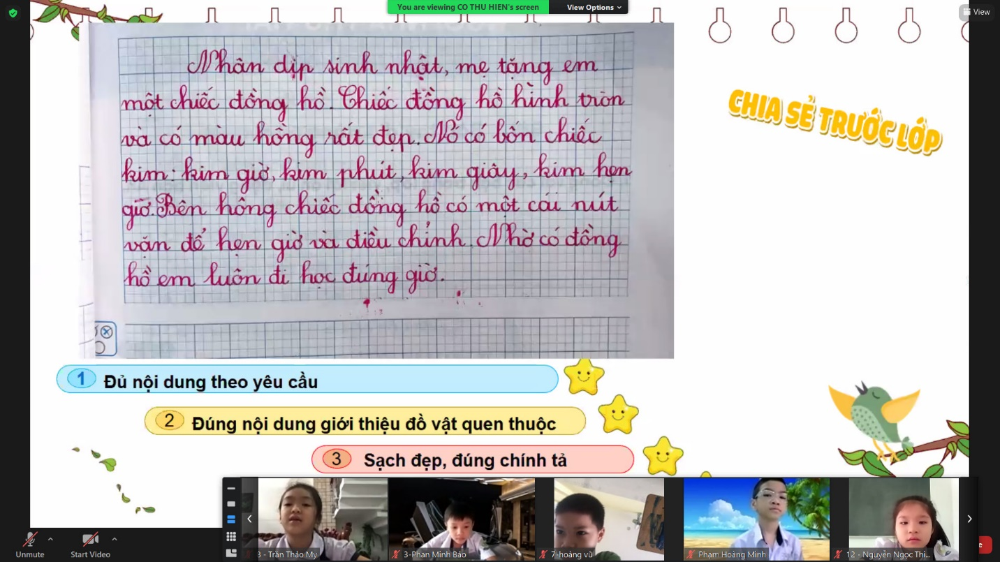 You are viewing CO THU HIEN's screen
View Options
View
Nhân dịp sinh nhật, mẹ tặng em
một chiếc đồng hồ. Chiếc đồng hồ hình tròn
và có màu hồng rất đẹp. Nó có bốn chiếc
kim: kim giờ, kim phút, kim giây, kim hẹn
giờ. Bên hông chiếc đồng hồ có một cái nút
vặn để hẹn giờ và điều chỉnh. Nhờ có đồng
hồ em luôn đi học đúng giờ.
CHIA SẺ TRƯỚC LỚP
1 Đủ nội dung theo yêu cầu
2 Đúng nội dung giới thiệu đồ vật quen thuộc
3 Sạch đẹp, đúng chính tả
Unmute
Start Video
3 - Trần Thảo My
3-Phan Minh Bảo
7-hoàng vũ
Phạm Hoàng Minh
12 - Nguyễn Ngọc Thi...